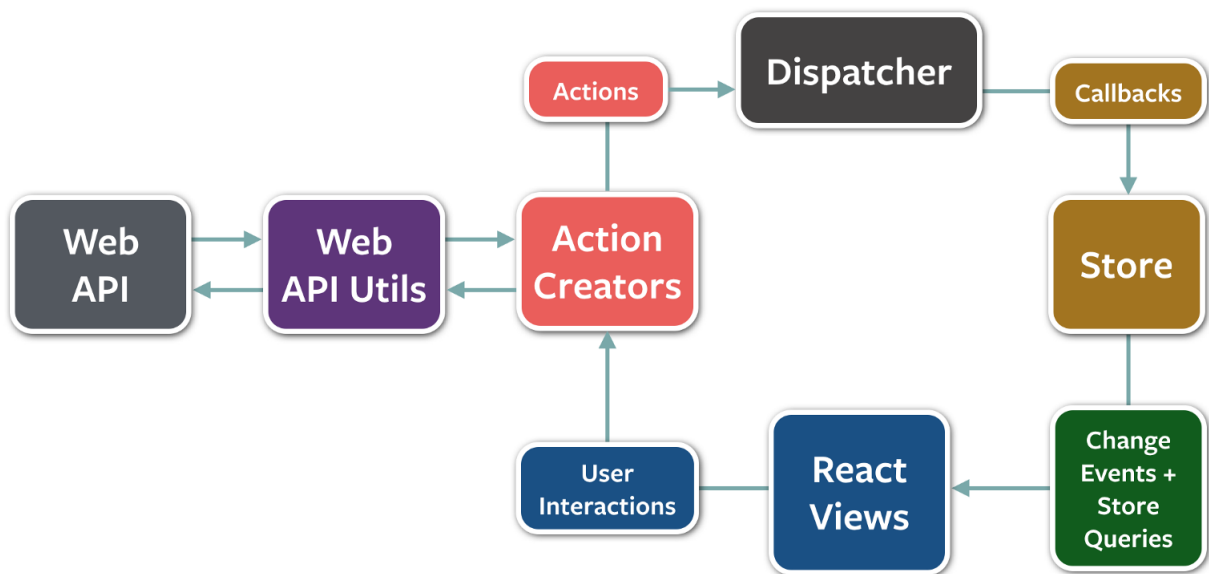 Actions
Dispatcher
Callbacks
Web
API
Web
API Utils
Action
Creators
Store
User
Interactions
React
Views
Change
Events +
Store
Queries